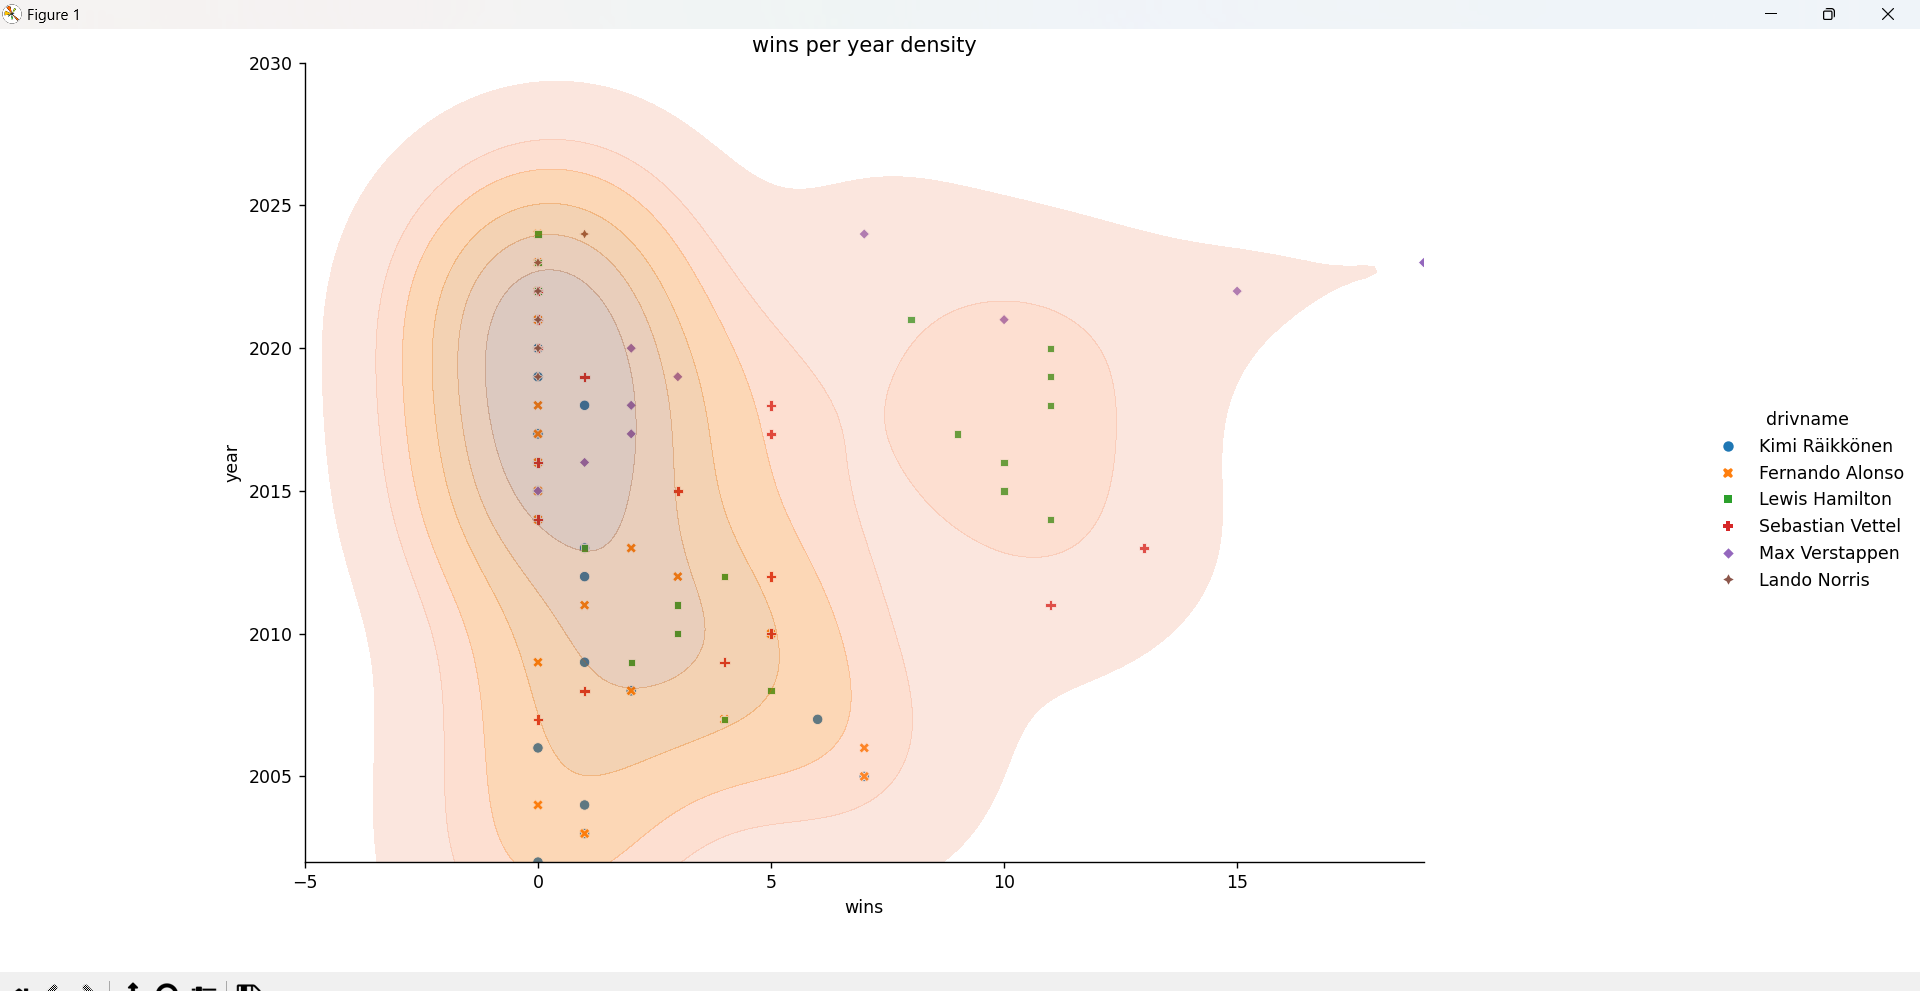 Figure 1
wins per year density
2030
2025
2020
2015
2010
2005
year
−5 0 5 10 15
wins
drivname
Kimi Räikkönen
Fernando Alonso
Lewis Hamilton
Sebastian Vettel
Max Verstappen
Lando Norris